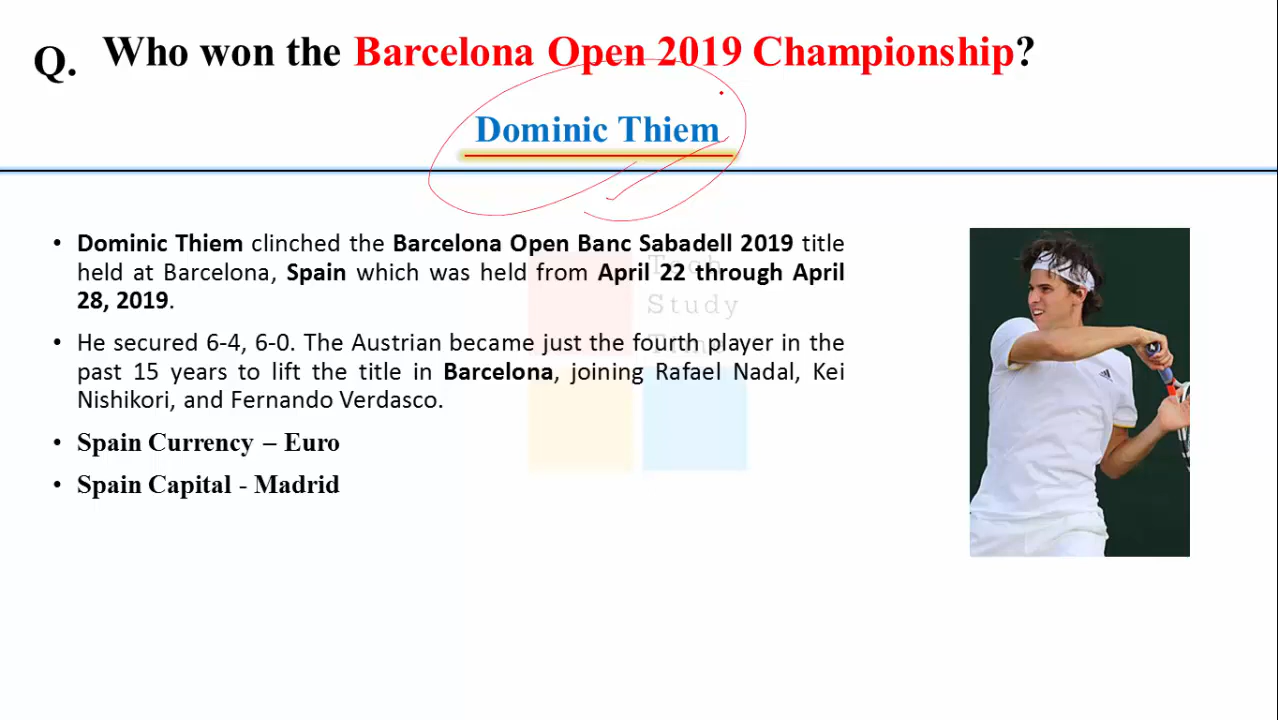 Q. Who won the Barcelona Open 2019 Championship?
Dominic Thiem
• Dominic Thiem clinched the Barcelona Open Banc Sabadell 2019 title
held at Barcelona, Spain which was held from April 22 through April
28, 2019.
• He secured 6-4, 6-0. The Austrian became just the fourth player in the
past 15 years to lift the title in Barcelona, joining Rafael Nadal, Kei
Nishikori, and Fernando Verdasco.
• Spain Currency – Euro
• Spain Capital - Madrid
Tech
Study